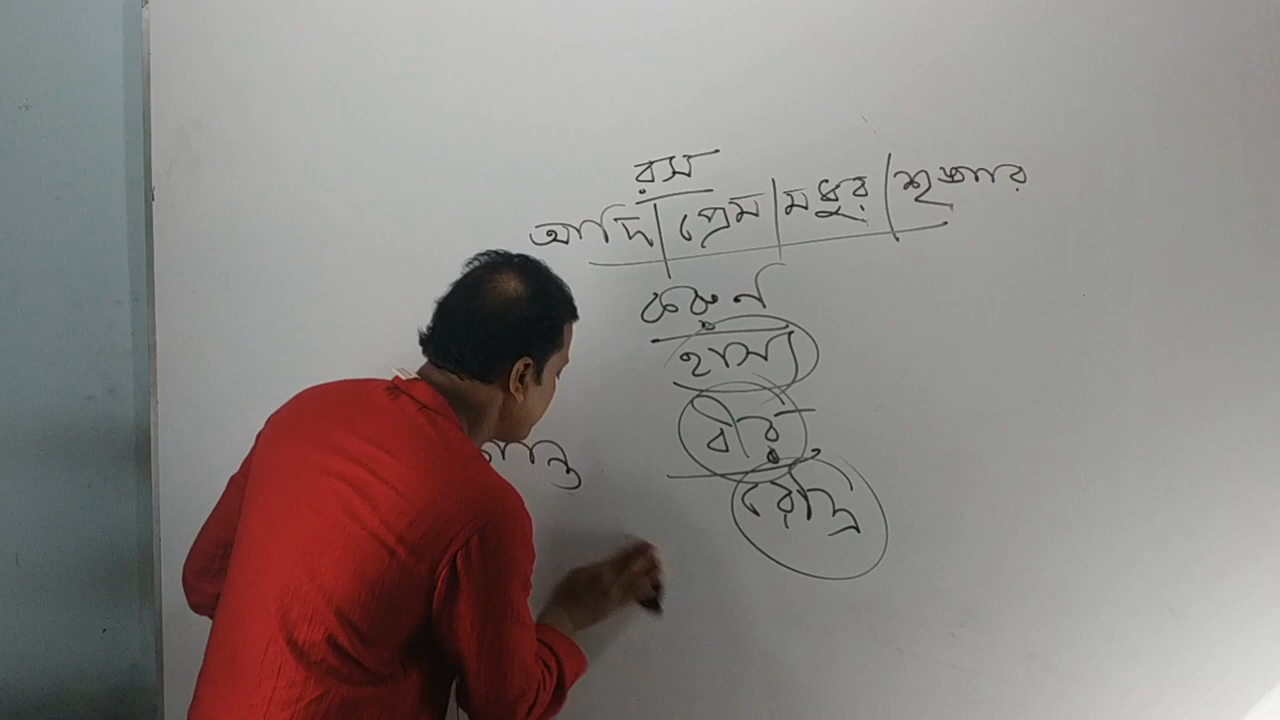 রস
আদি | প্রেম | মধুর | শৃঙ্গার
করুণ
হাস্য
বীর
রৌদ্র